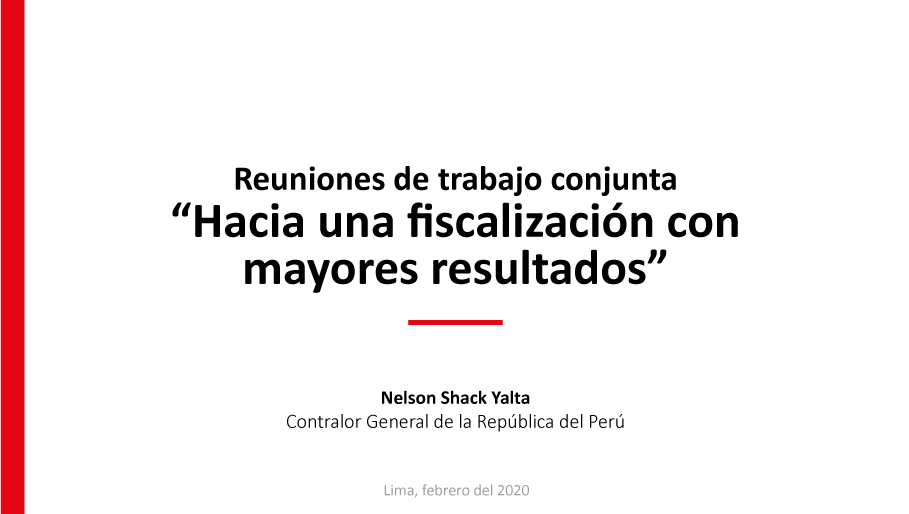 Reuniones de trabajo conjunta
“Hacia una fiscalización con
mayores resultados”
Nelson Shack Yalta
Contralor General de la República del Perú
Lima, febrero del 2020